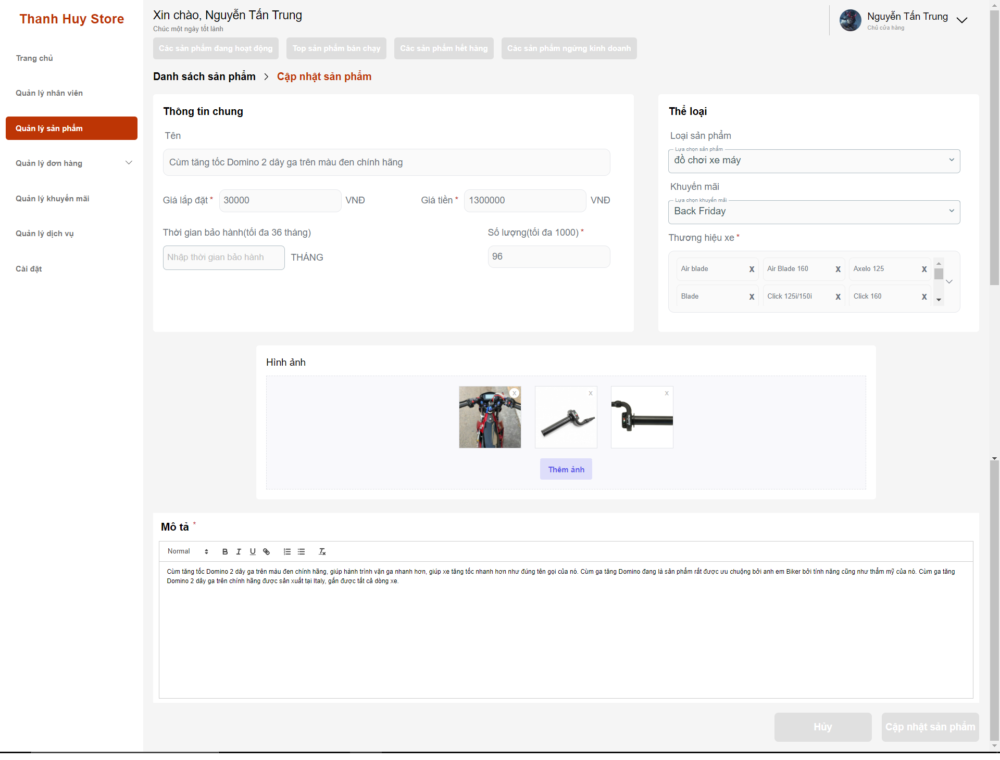 Thanh Huy Store
Trang chủ
Quản lý nhân viên
Quản lý sản phẩm
Quản lý đơn hàng
Quản lý khuyến mãi
Quản lý dịch vụ
Cài đặt
Xin chào, Nguyễn Tấn Trung
Chúc một ngày tốt lành
Nguyễn Tấn Trung
Chủ cửa hàng
Các sản phẩm đang hoạt động
Top sản phẩm bán chạy
Các sản phẩm hết hàng
Các sản phẩm ngừng kinh doanh
Danh sách sản phẩm > Cập nhật sản phẩm
Thông tin chung
Tên
Cùm tăng tốc Domino 2 dây ga trên màu đen chính hãng
Giá lắp đặt * 30000 VNĐ
Giá tiền * 1300000 VNĐ
Thời gian bảo hành(tối đa 36 tháng)
Số lượng(tối đa 1000) *
Nhập thời gian bảo hành THÁNG
96
Thể loại
Loại sản phẩm
Lựa chọn sản phẩm
đồ chơi xe máy
Khuyến mãi
Lựa chọn khuyến mãi
Back Friday
Thương hiệu xe *
Air blade X
Air Blade 160 X
Axelo 125 X
Blade X
Click 125i/150i X
Click 160 X
Hình ảnh
x
x
x
domino
Thêm ảnh
Mô tả *
Normal B I U
Cùm tăng tốc Domino 2 dây ga trên màu đen chính hãng, giúp hành trình vặn ga nhanh hơn, giúp xe tăng tốc nhanh hơn như đúng tên gọi của nó. Cùm ga tăng Domino đang là sản phẩm rất được ưu chuộng bởi anh em Biker bởi tính năng cũng như thẩm mỹ của nó. Cùm ga tăng
Domino 2 dây ga trên chính hãng được sản xuất tại Italy, gắn được tất cả dòng xe.
Hủy
Cập nhật sản phẩm